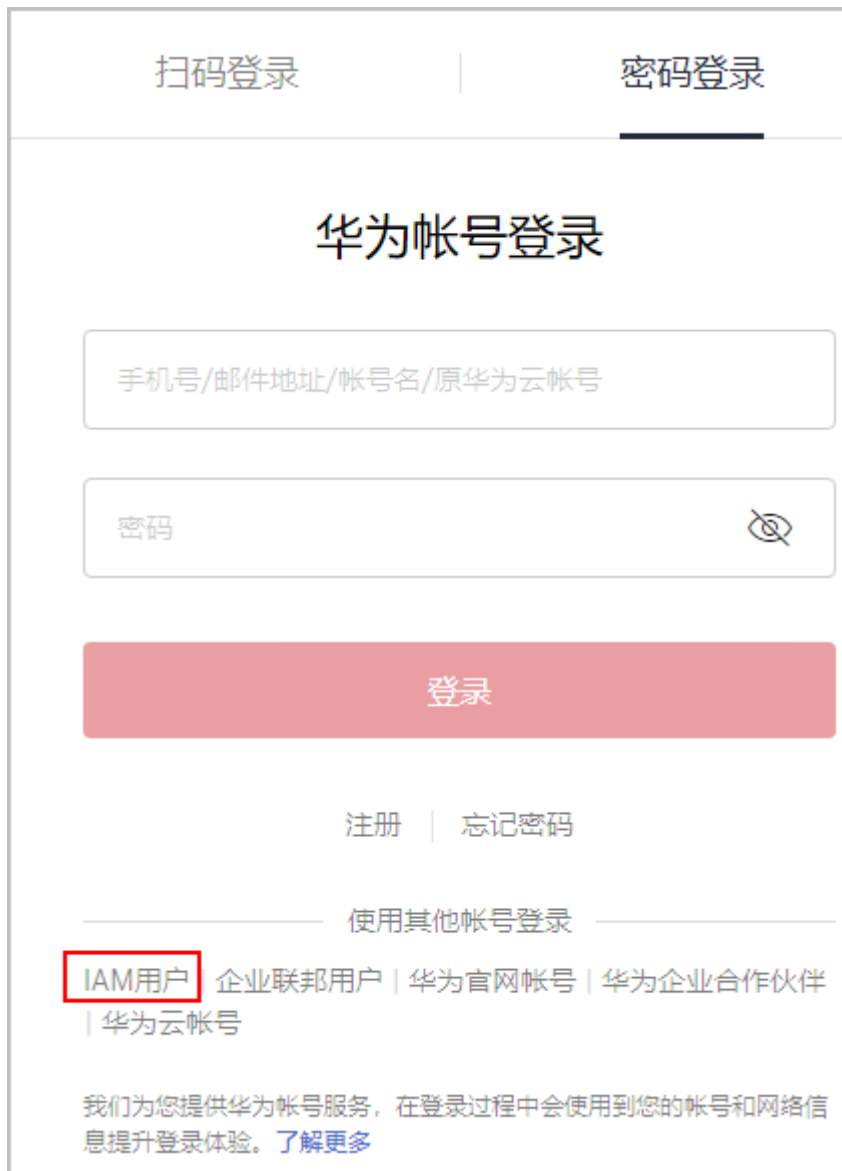 扫码登录 | 密码登录
华为帐号登录
手机号/邮件地址/帐号名/原华为云帐号
密码
登录
注册 | 忘记密码
使用其他帐号登录
IAM用户 | 企业联邦用户 | 华为官网帐号 | 华为企业合作伙伴
| 华为云帐号
我们为您提供华为帐号服务，在登录过程中会使用到您的帐号和网络信
息提升登录体验。了解更多